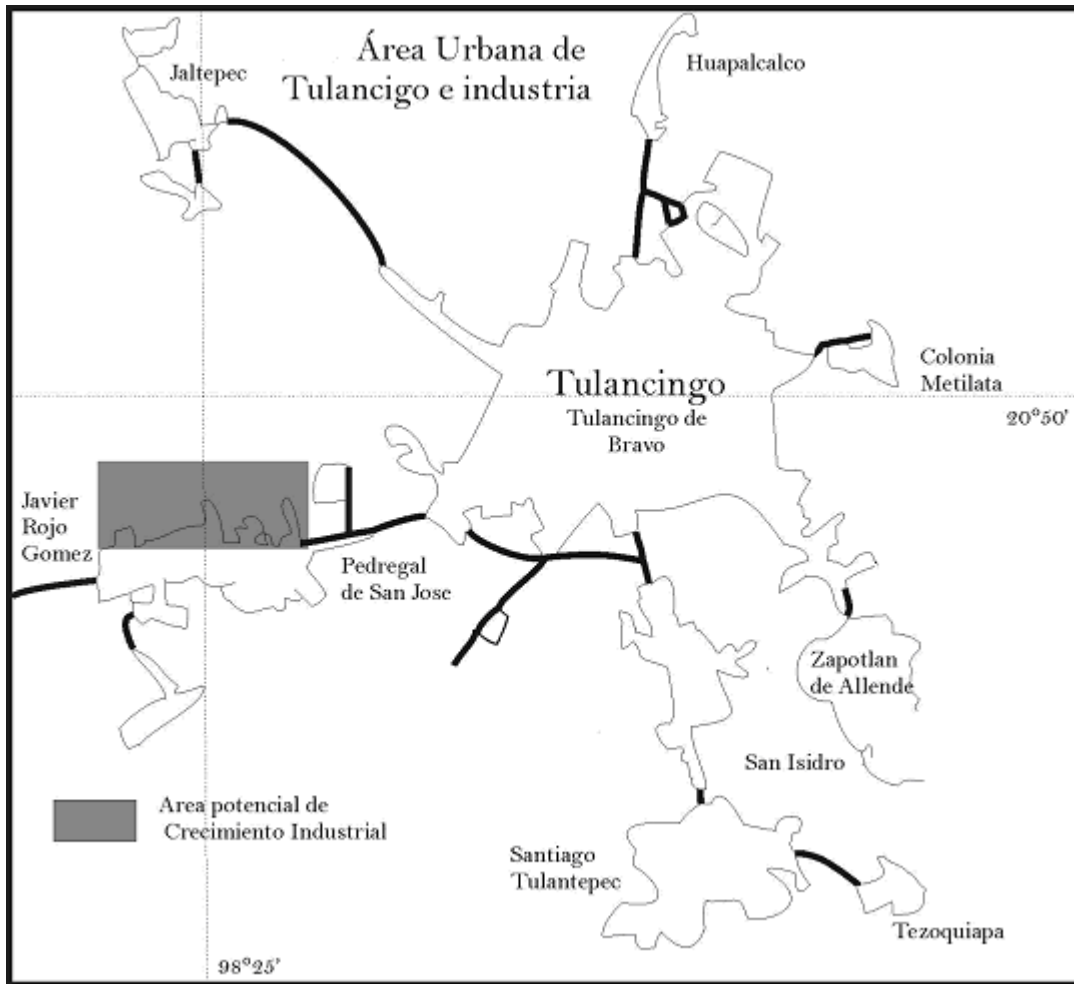 Área Urbana de
Tulancigo e industria
Jaltepec
Huapalcalco
Colonia
Metilata
Tulancingo
Tulancingo de
Bravo
20°50'
Javier
Rojo
Gomez
Pedregal
de San Jose
Zapotlan
de Allende
San Isidro
Area potencial de
Crecimiento Industrial
Santiago
Tulantepec
Tezoquiapa
98°25'